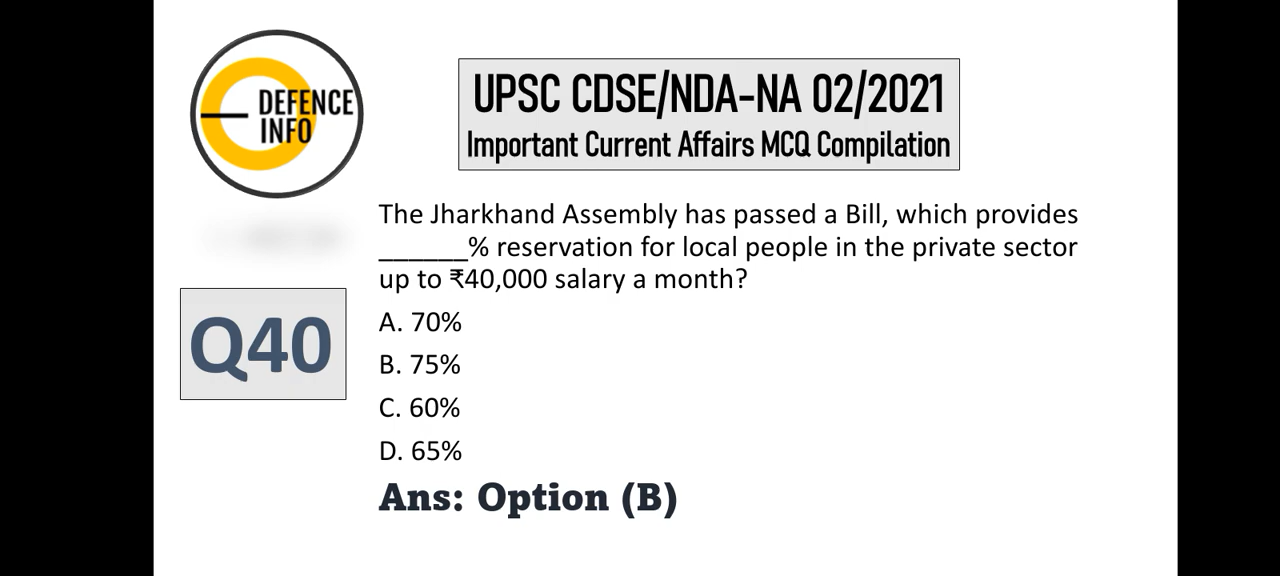 DEFENCE
INFO
UPSC CDSE/NDA-NA 02/2021
Important Current Affairs MCQ Compilation
The Jharkhand Assembly has passed a Bill, which provides
______% reservation for local people in the private sector
up to ₹40,000 salary a month?
Q40
A. 70%
B. 75%
C. 60%
D. 65%
Ans: Option (B)